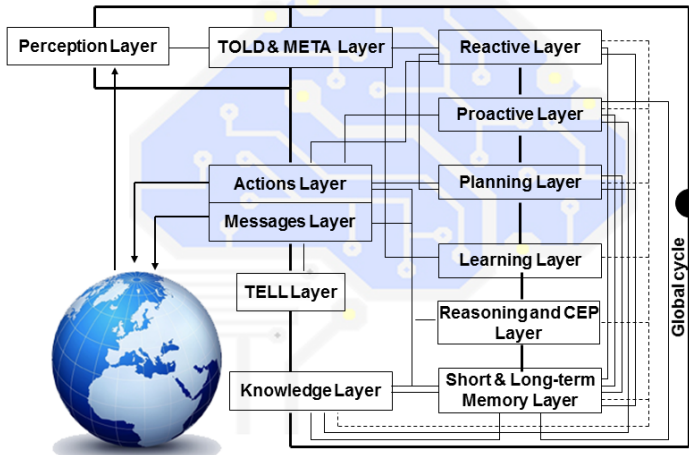 Perception Layer
TOLD & META Layer
Reactive Layer
Proactive Layer
Actions Layer
Planning Layer
Messages Layer
Learning Layer
TELL Layer
Reasoning and CEP
Layer
Knowledge Layer
Short & Long-term
Memory Layer
Global cycle